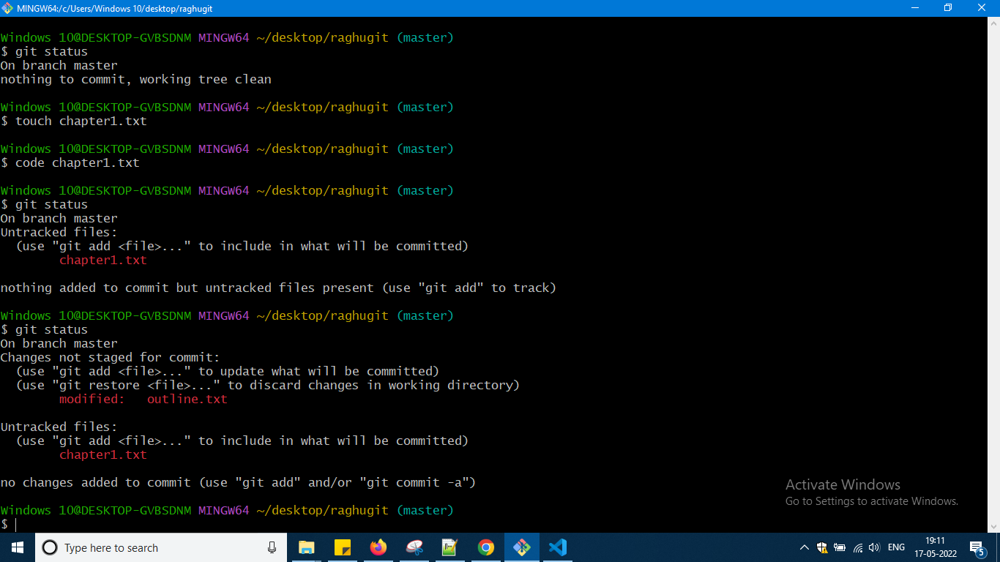 MINGW64:/c/Users/Windows 10/desktop/raghugit
Windows 10@DESKTOP-GVBSDNM MINGW64 ~/desktop/raghugit (master)
$ git status
On branch master
nothing to commit, working tree clean
Windows 10@DESKTOP-GVBSDNM MINGW64 ~/desktop/raghugit (master)
$ touch chapter1.txt
Windows 10@DESKTOP-GVBSDNM MINGW64 ~/desktop/raghugit (master)
$ code chapter1.txt
Windows 10@DESKTOP-GVBSDNM MINGW64 ~/desktop/raghugit (master)
$ git status
On branch master
Untracked files:
  (use "git add <file>..." to include in what will be committed)
        chapter1.txt
nothing added to commit but untracked files present (use "git add" to track)
Windows 10@DESKTOP-GVBSDNM MINGW64 ~/desktop/raghugit (master)
$ git status
On branch master
Changes not staged for commit:
  (use "git add <file>..." to update what will be committed)
  (use "git restore <file>..." to discard changes in working directory)
        modified:   outline.txt
Untracked files:
  (use "git add <file>..." to include in what will be committed)
        chapter1.txt
no changes added to commit (use "git add" and/or "git commit -a")
Windows 10@DESKTOP-GVBSDNM MINGW64 ~/desktop/raghugit (master)
$
Activate Windows
Go to Settings to activate Windows.
Type here to search
ENG
19:11
17-05-2022
5